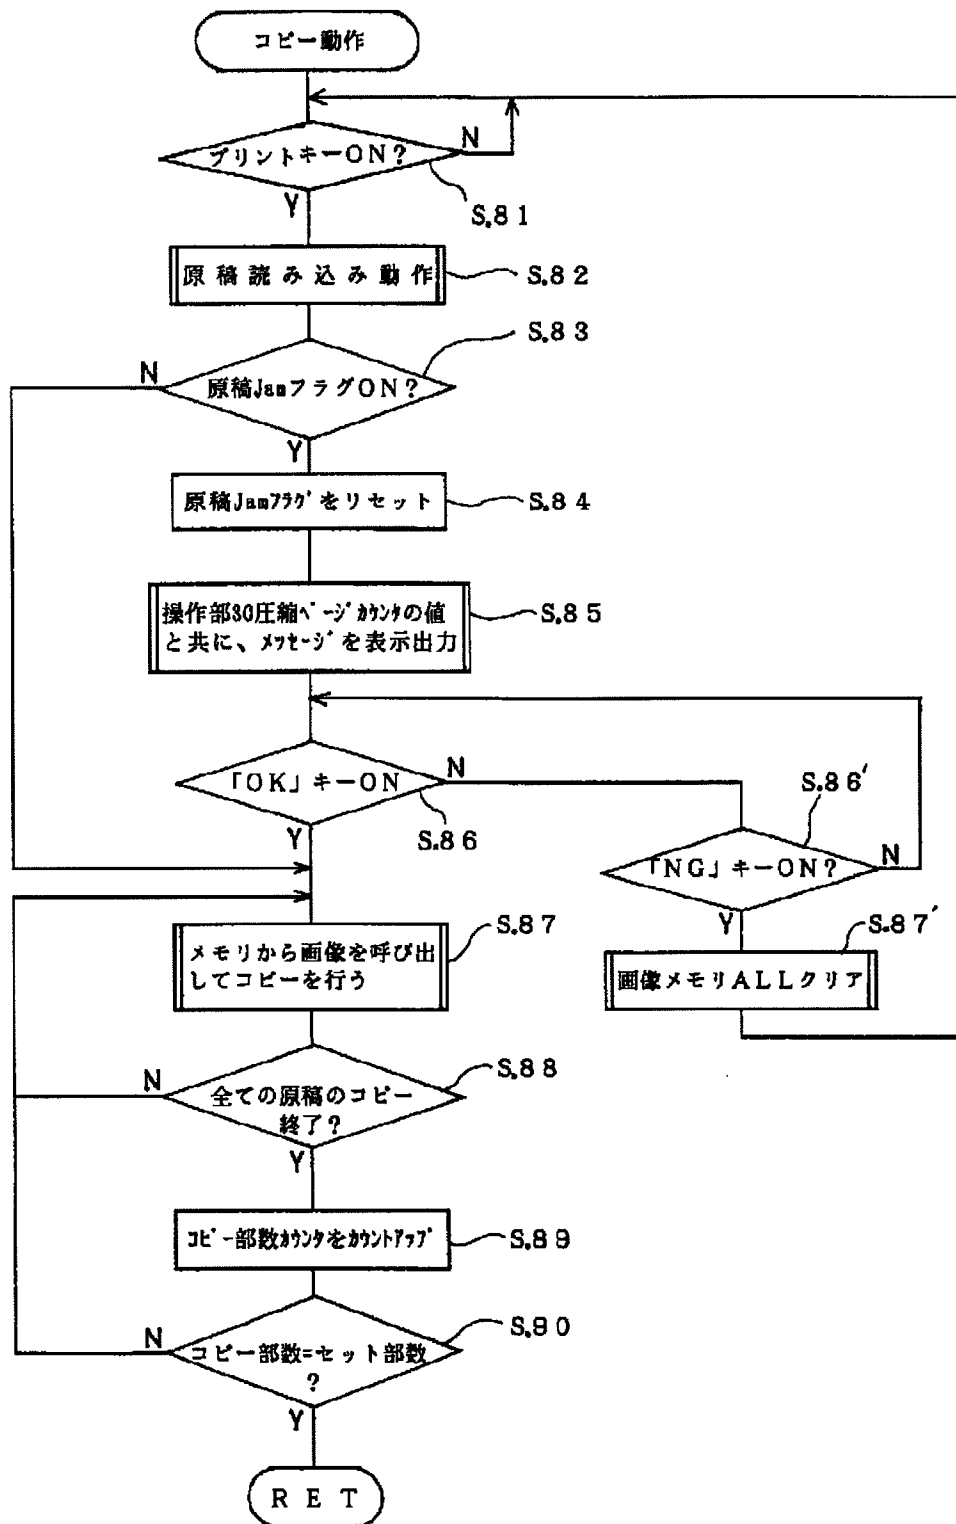 コピー動作
プリントキーON?
N
Y
S.81
原稿読み込み動作
S.82
S.83
N
原稿JamフラグON?
Y
原稿Jamフラグをリセット
S.84
操作部30圧縮ページカウンタの値
と共に、メッセージを表示出力
S.85
「OK」キーON
N
Y
S.86
S.86'
「NG」キーON?
N
Y
S.87'
画像メモリALLクリア
S.87
メモリから画像を呼び出
してコピーを行う
S.88
N
全ての原稿のコピー
終了?
Y
コピー部数カウンタをカウントアップ
S.89
S.90
N
コピー部数=セット部数
?
Y
RET